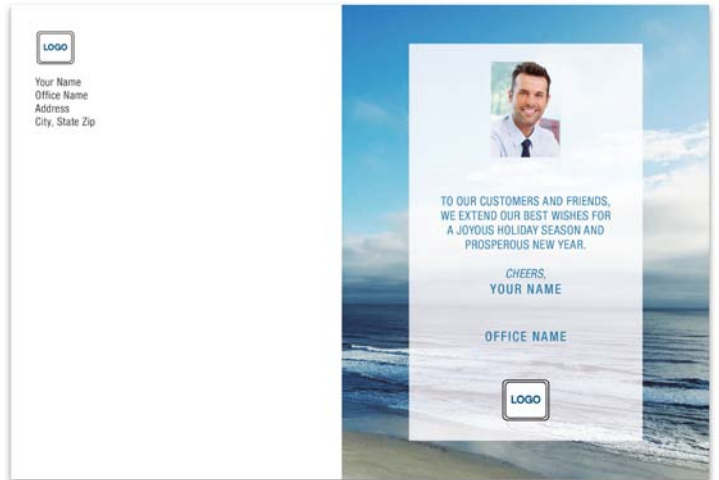 LOGO
Your Name
Office Name
Address
City, State Zip
TO OUR CUSTOMERS AND FRIENDS,
WE EXTEND OUR BEST WISHES FOR
A JOYOUS HOLIDAY SEASON AND
PROSPEROUS NEW YEAR.
CHEERS,
YOUR NAME
OFFICE NAME
LOGO